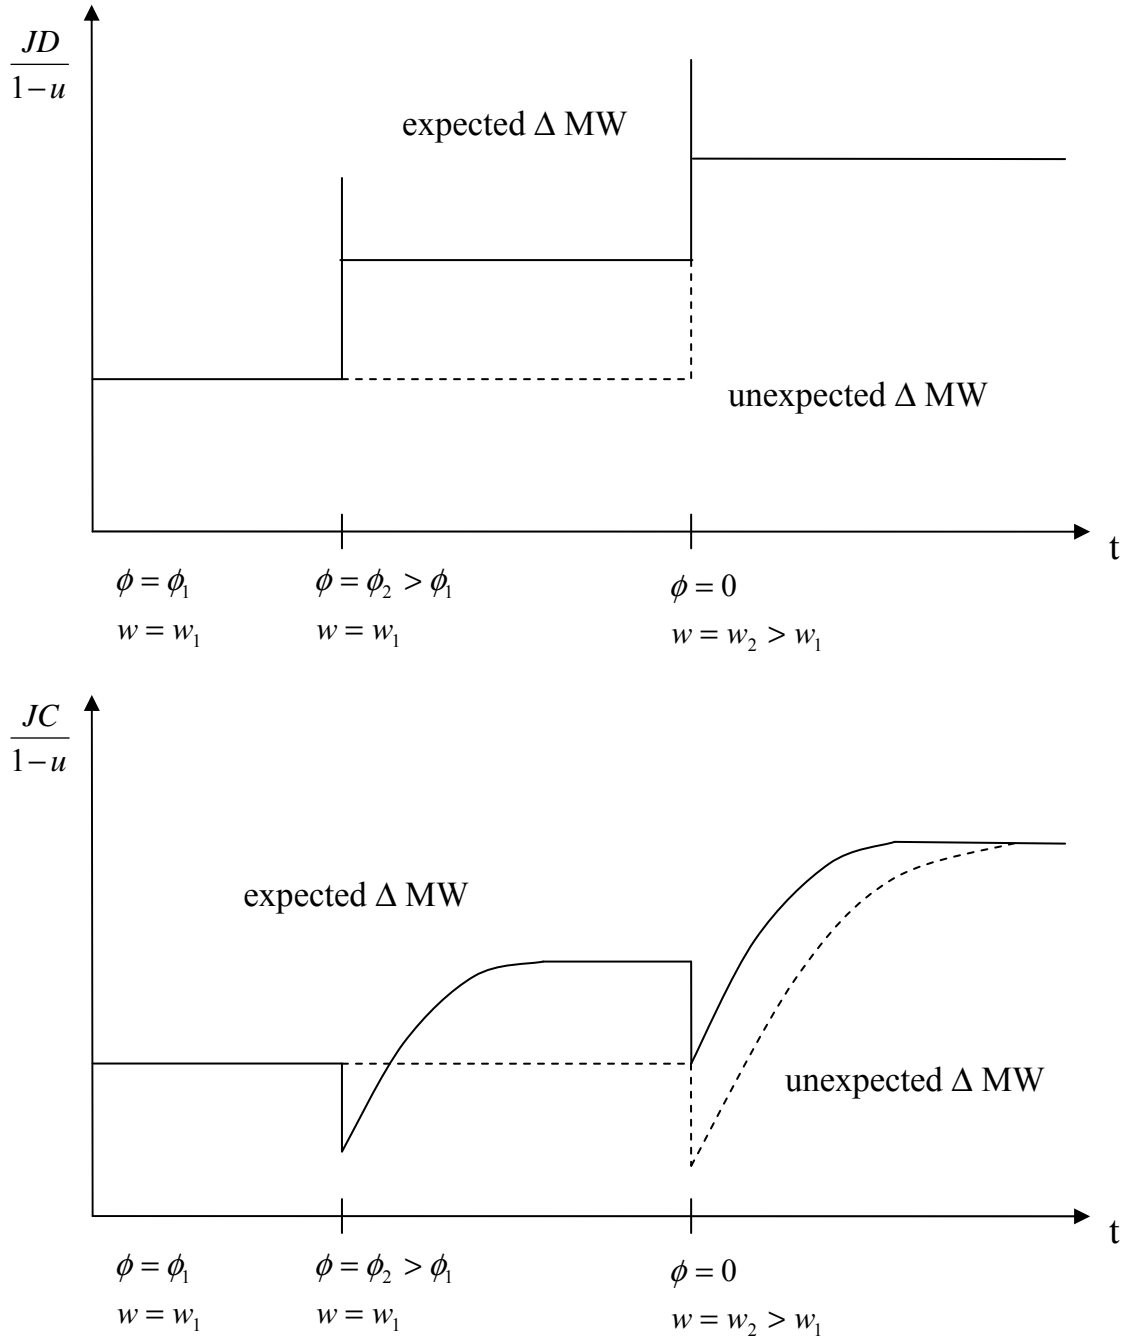 JD
1−u
expected Δ MW
unexpected Δ MW
t
ϕ = ϕ₁ ϕ = ϕ₂ > ϕ₁ ϕ = 0
w = w₁ w = w₁ w = w₂ > w₁
JC
1−u
expected Δ MW
unexpected Δ MW
t
ϕ = ϕ₁ ϕ = ϕ₂ > ϕ₁ ϕ = 0
w = w₁ w = w₁ w = w₂ > w₁